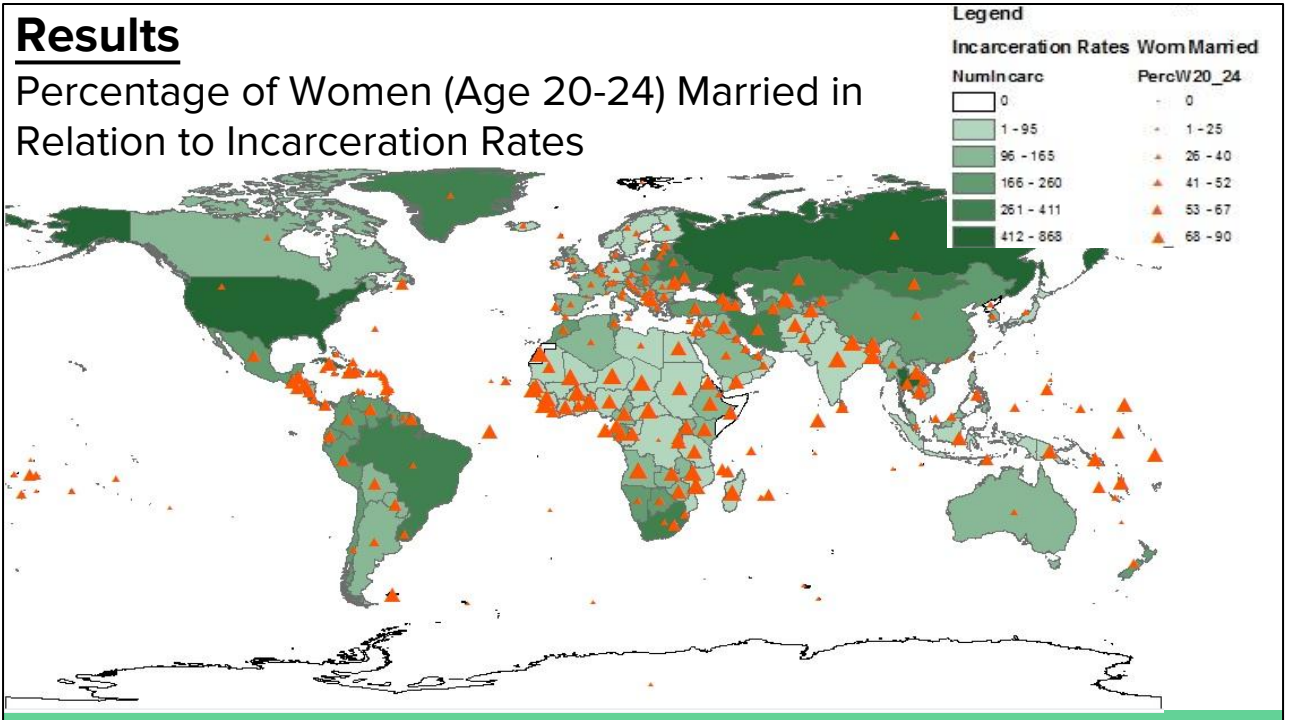 Results
Percentage of Women (Age 20-24) Married in
Relation to Incarceration Rates
Legend
Incarceration Rates Wom Married
NumIncarc PercW20_24
0 0
1 - 95 1 - 25
96 - 165 26 - 40
166 - 260 41 - 52
261 - 411 53 - 67
412 - 868 68 - 90